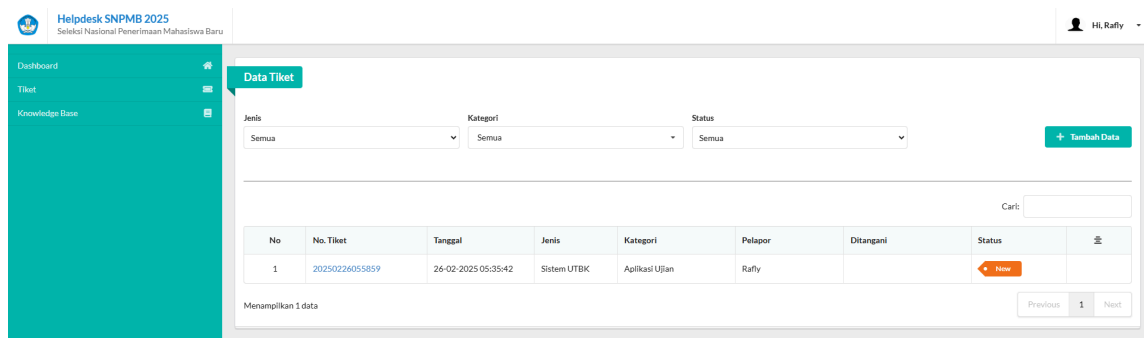 Helpdesk SNPMB 2025
Seleksi Nasional Penerimaan Mahasiswa Baru
Hi, Rafly
Dashboard
Tiket
Knowledge Base
Data Tiket
Jenis Kategori Status
Semua Semua Semua + Tambah Data
Cari:
No No. Tiket Tanggal Jenis Kategori Pelapor Ditangani Status
1 20250226055859 26-02-2025 05:35:42 Sistem UTBK Aplikasi Ujian Rafly New
Menampilkan 1 data Previous 1 Next